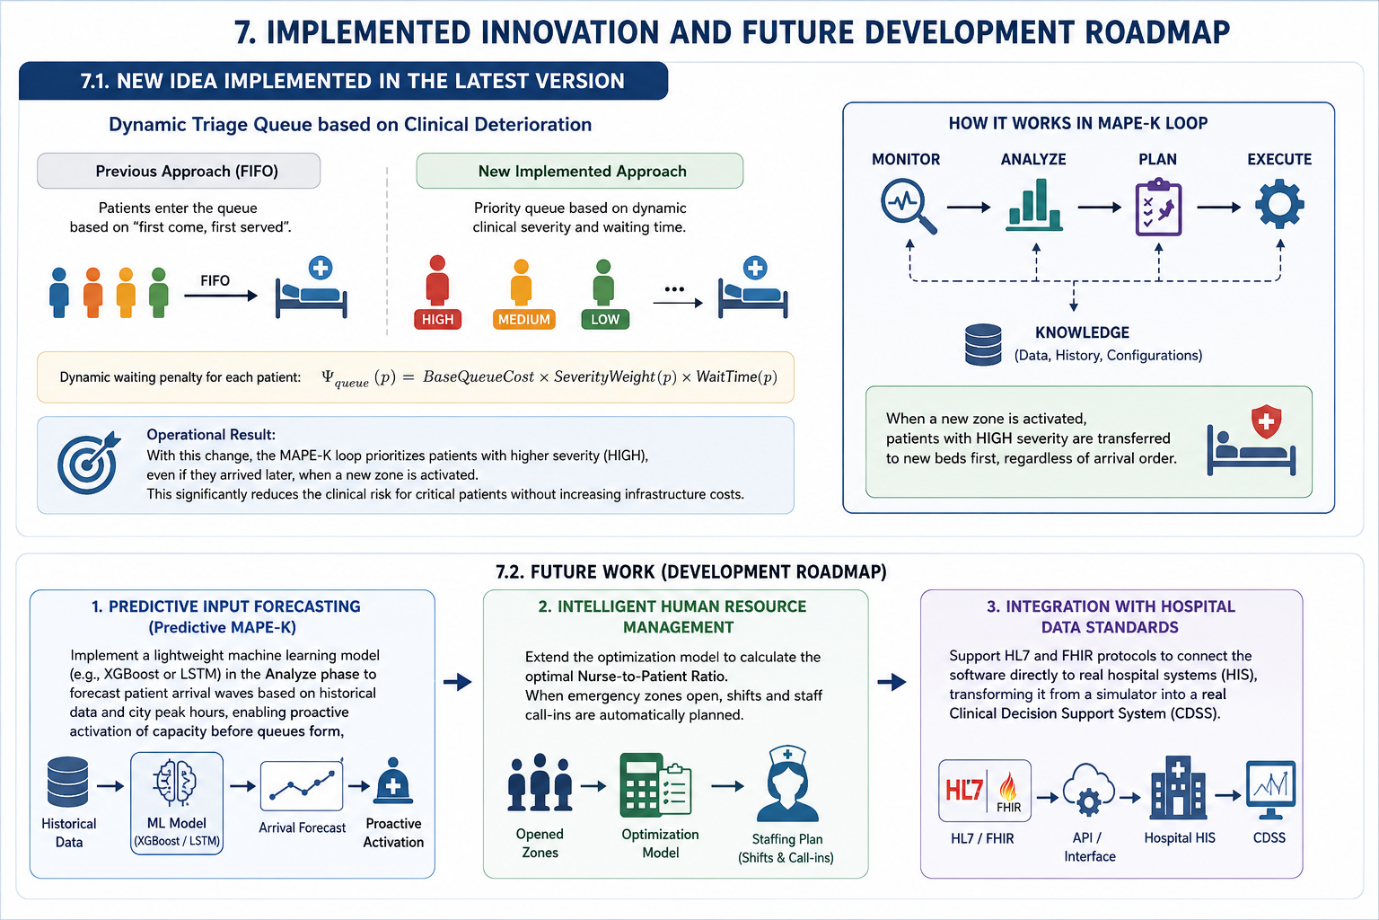 7. IMPLEMENTED INNOVATION AND FUTURE DEVELOPMENT ROADMAP
7.1. NEW IDEA IMPLEMENTED IN THE LATEST VERSION
Dynamic Triage Queue based on Clinical Deterioration
Previous Approach (FIFO)
Patients enter the queue
based on “first come, first served”.
FIFO
New Implemented Approach
Priority queue based on dynamic
clinical severity and waiting time.
HIGH
MEDIUM
LOW
...
Dynamic waiting penalty for each patient: Ψ_queue (p) = BaseQueueCost × SeverityWeight(p) × WaitTime(p)
Operational Result:
With this change, the MAPE-K loop prioritizes patients with higher severity (HIGH),
even if they arrived later, when a new zone is activated.
This significantly reduces the clinical risk for critical patients without increasing infrastructure costs.
HOW IT WORKS IN MAPE-K LOOP
MONITOR
ANALYZE
PLAN
EXECUTE
KNOWLEDGE
(Data, History, Configurations)
When a new zone is activated,
patients with HIGH severity are transferred
to new beds first, regardless of arrival order.
7.2. FUTURE WORK (DEVELOPMENT ROADMAP)
1. PREDICTIVE INPUT FORECASTING
(Predictive MAPE-K)
Implement a lightweight machine learning model
(e.g., XGBoost or LSTM) in the Analyze phase to
forecast patient arrival waves based on historical
data and city peak hours, enabling proactive
activation of capacity before queues form,
Historical
Data
ML Model
(XGBoost / LSTM)
Arrival Forecast
Proactive
Activation
2. INTELLIGENT HUMAN RESOURCE
MANAGEMENT
Extend the optimization model to calculate the
optimal Nurse-to-Patient Ratio.
When emergency zones open, shifts and staff
call-ins are automatically planned.
Opened
Zones
Optimization
Model
Staffing Plan
(Shifts & Call-ins)
3. INTEGRATION WITH HOSPITAL
DATA STANDARDS
Support HL7 and FHIR protocols to connect the
software directly to real hospital systems (HIS),
transforming it from a simulator into a real
Clinical Decision Support System (CDSS).
HL7
FHIR
HL7 / FHIR
API /
Interface
Hospital HIS
CDSS